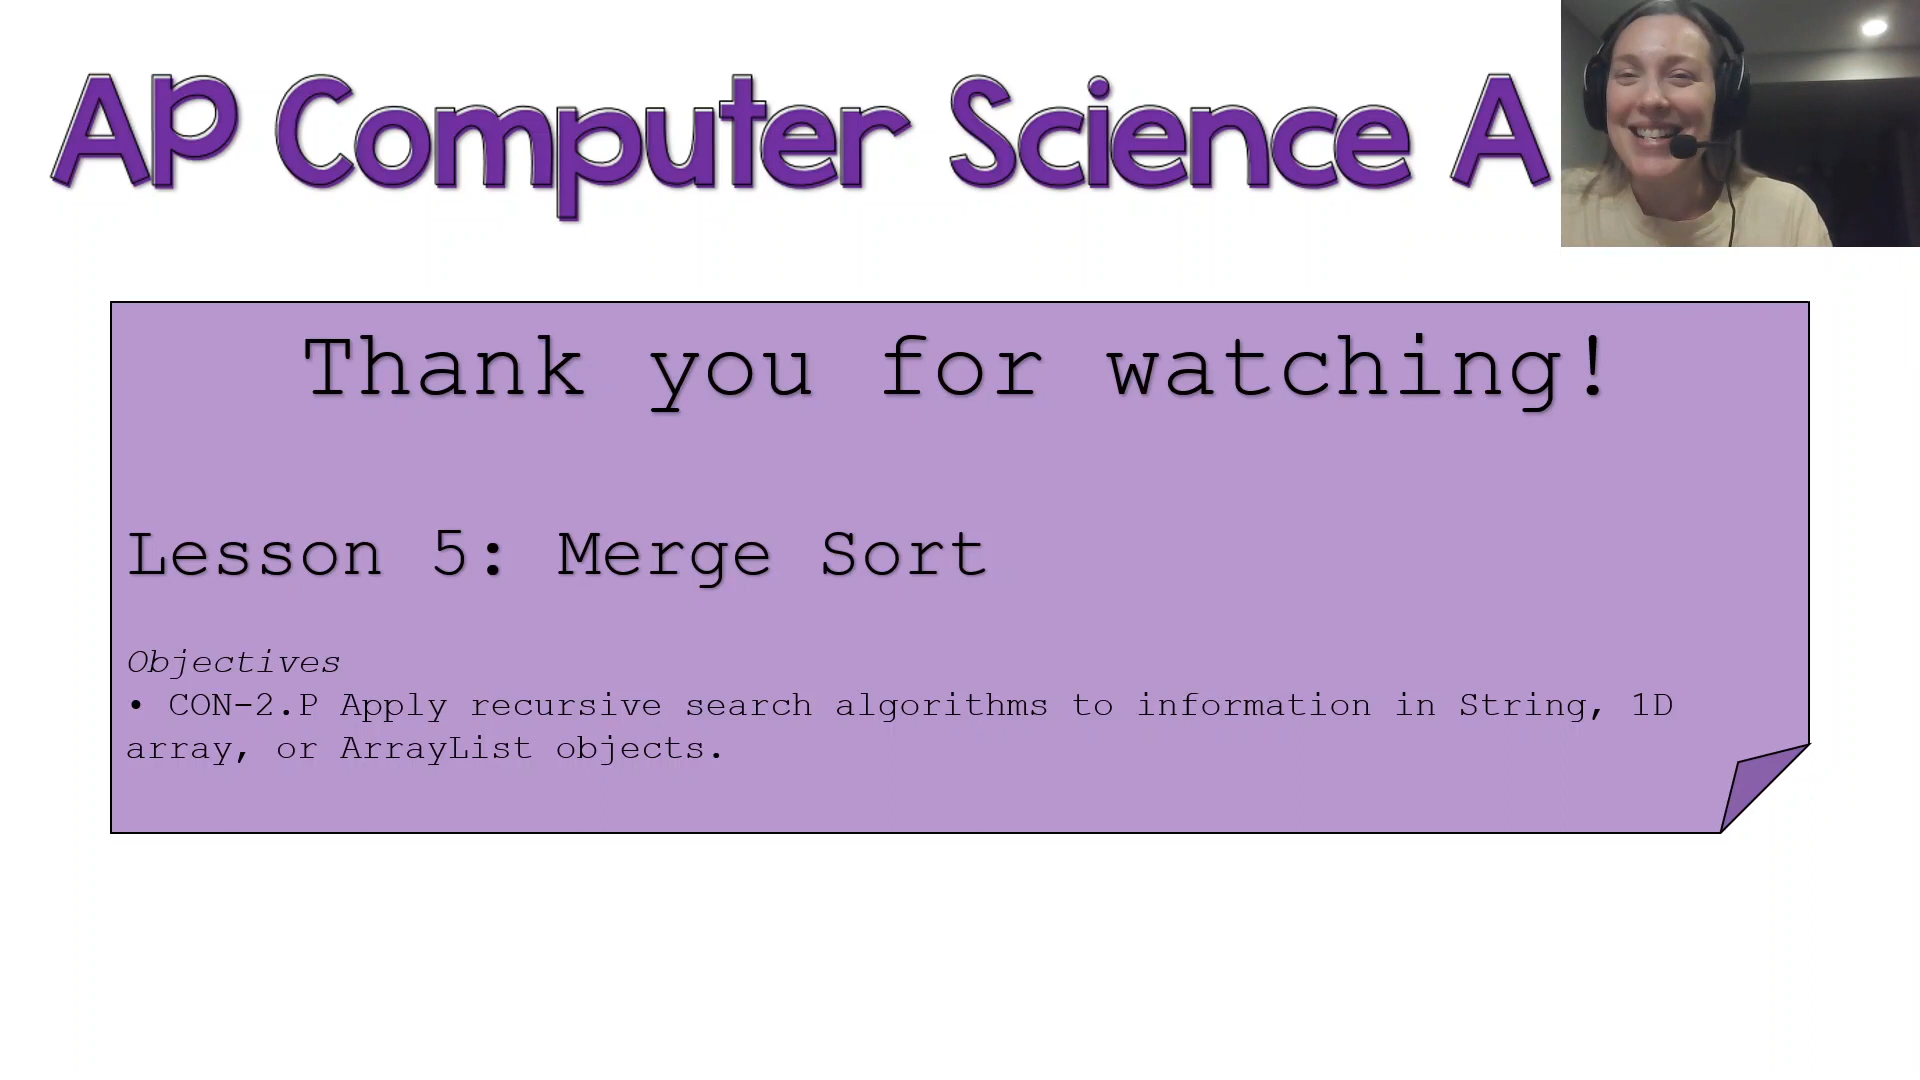 Ap Computer Science A
Thank you for watching!
Lesson 5: Merge Sort
Objectives
• CON-2.P Apply recursive search algorithms to information in String, 1D
array, or ArrayList objects.